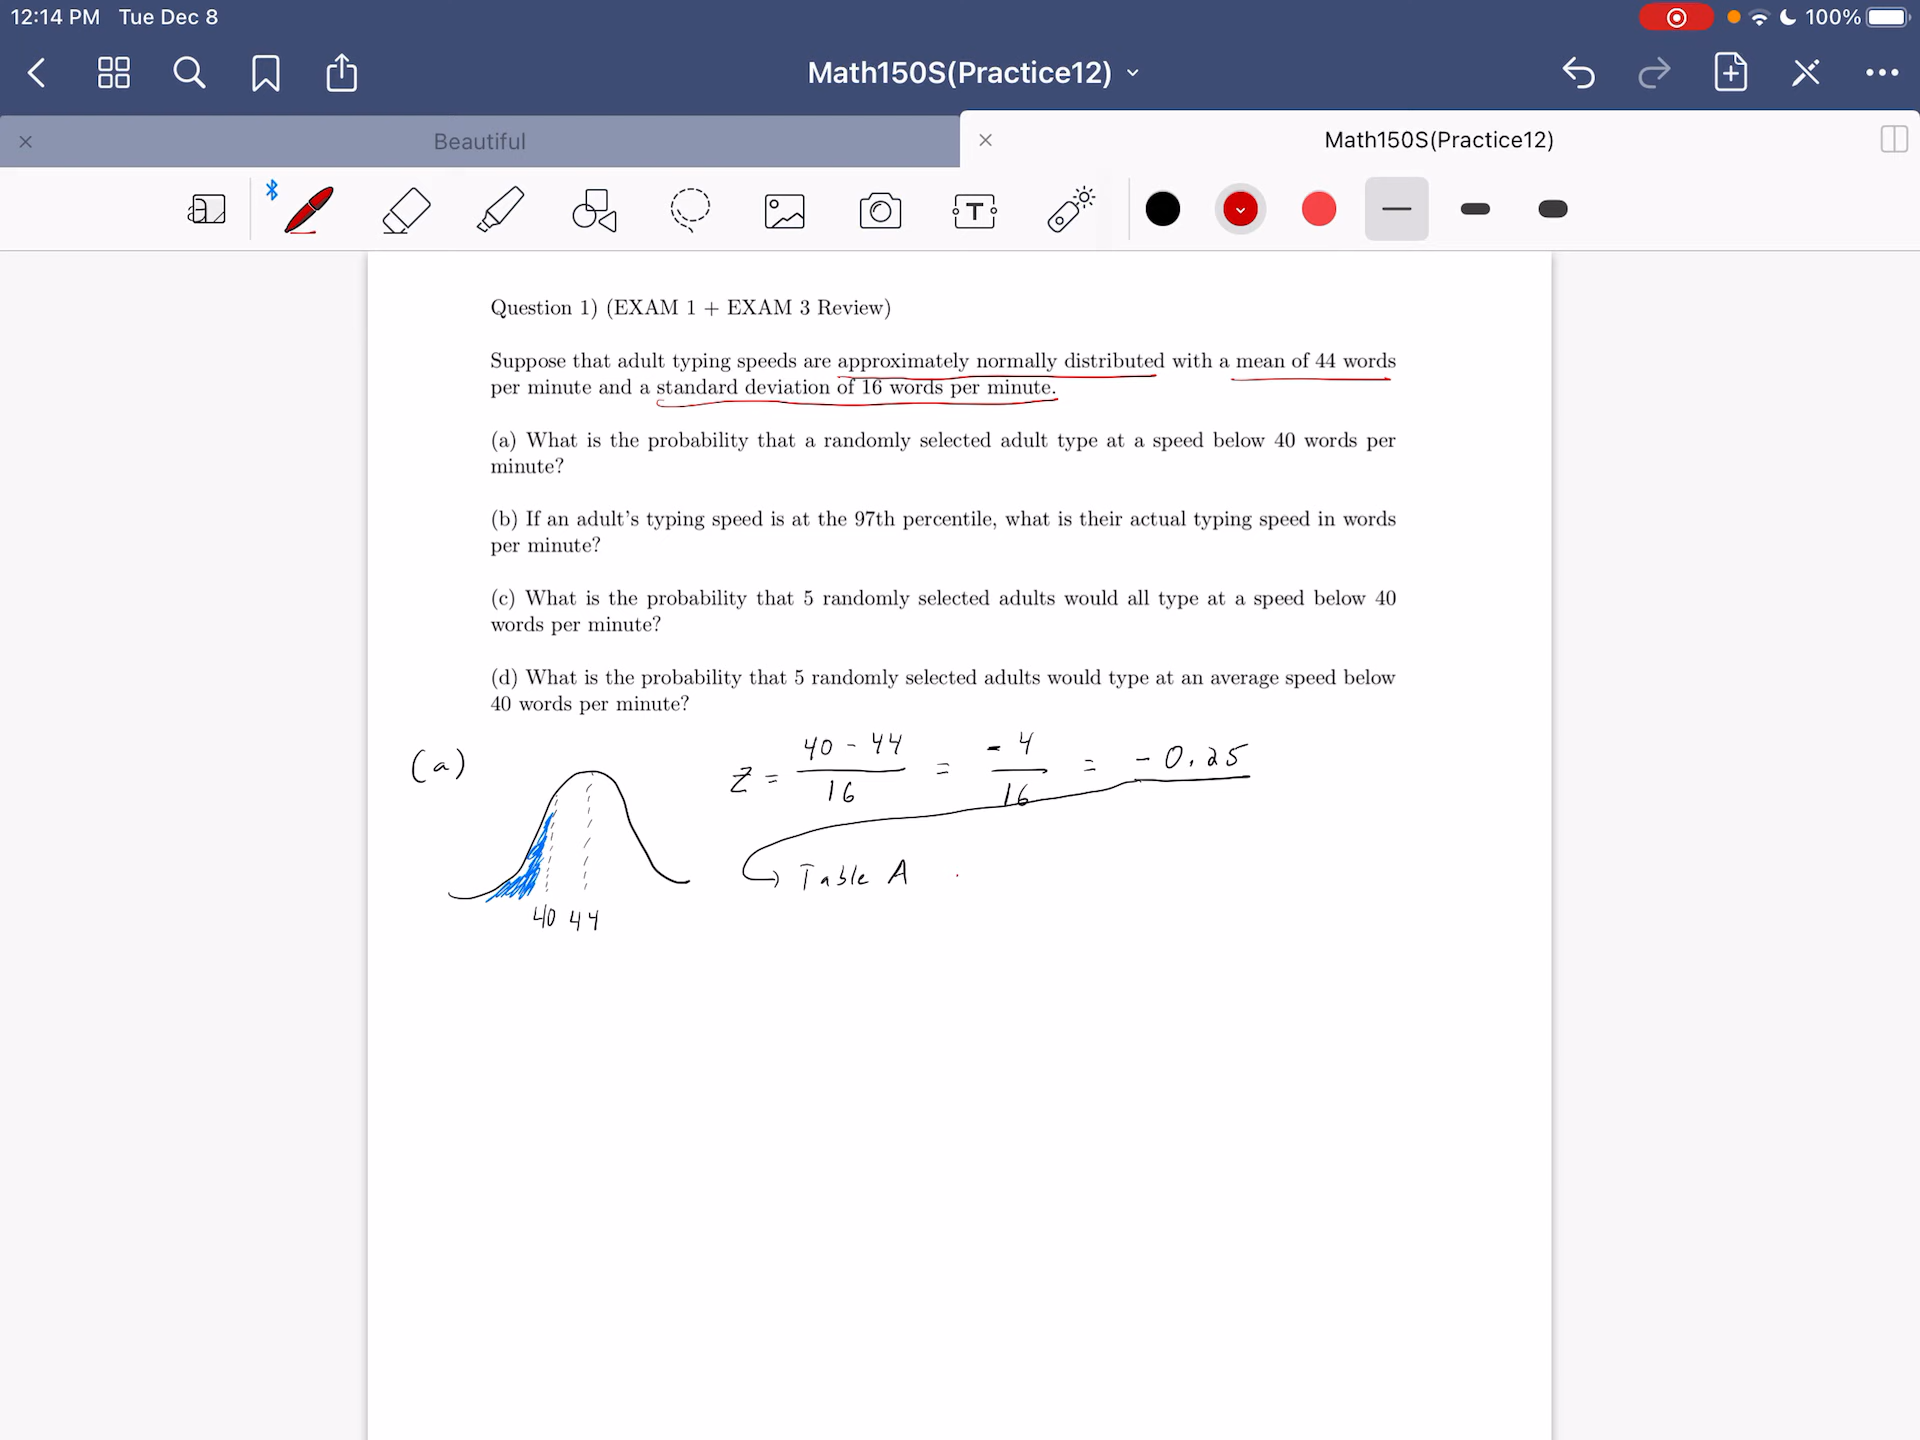 12:14 PM Tue Dec 8
100%
Math150S(Practice12)
Beautiful
Math150S(Practice12)
Question 1) (EXAM 1 + EXAM 3 Review)
Suppose that adult typing speeds are approximately normally distributed with a mean of 44 words
per minute and a standard deviation of 16 words per minute.
(a) What is the probability that a randomly selected adult type at a speed below 40 words per
minute?
(b) If an adult's typing speed is at the 97th percentile, what is their actual typing speed in words
per minute?
(c) What is the probability that 5 randomly selected adults would all type at a speed below 40
words per minute?
(d) What is the probability that 5 randomly selected adults would type at an average speed below
40 words per minute?
(a)
z = (40 - 44)/16 = -4/16 = -0.25
Table A
40 44